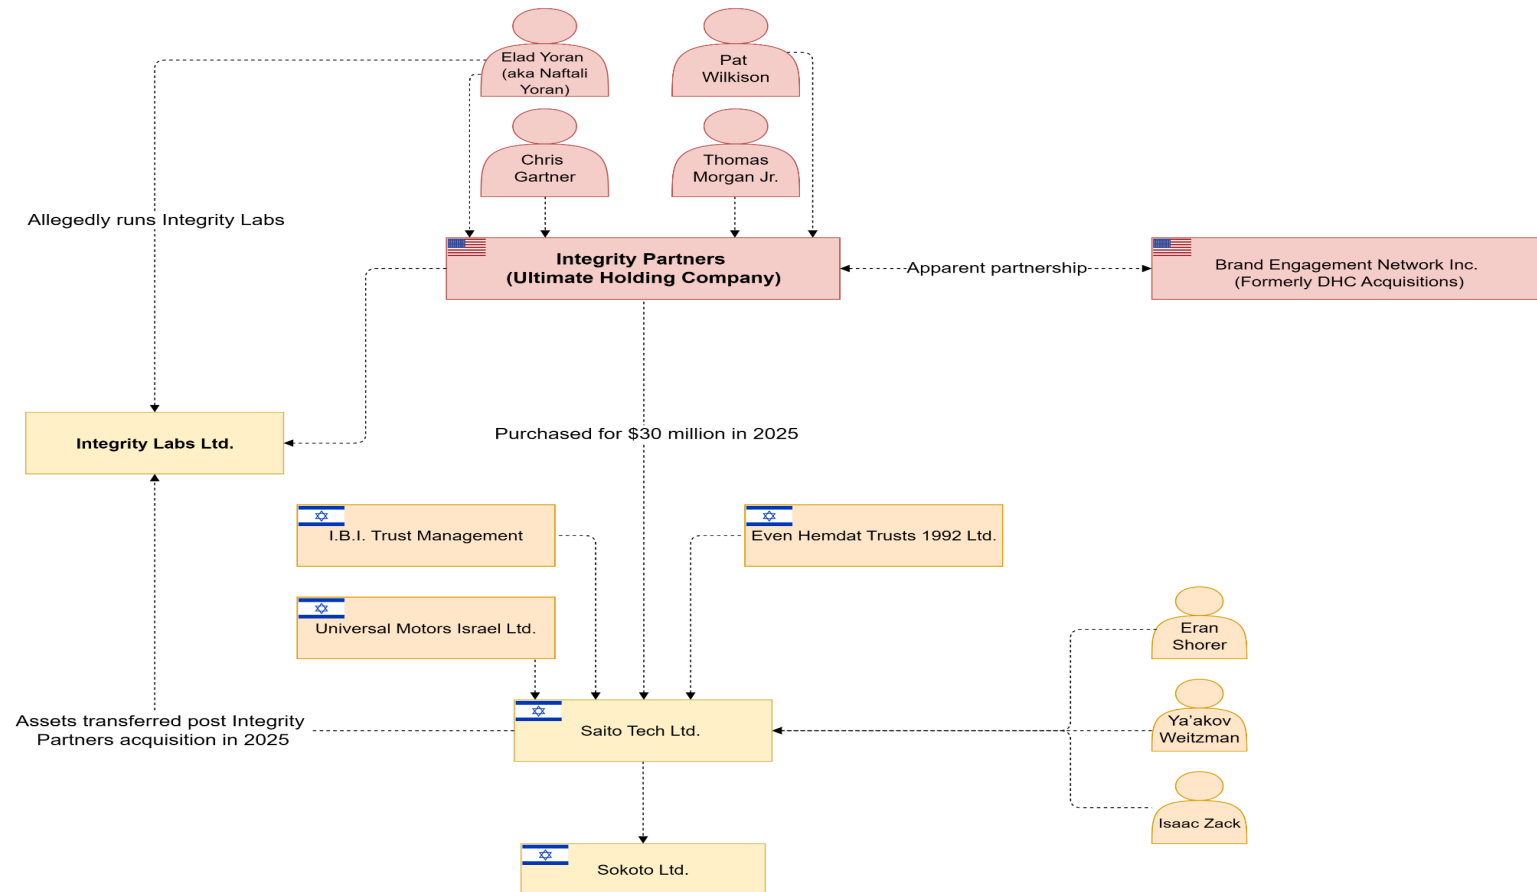 Elad Yoran
(aka Naftali
Yoran)
Pat
Wilkison
Chris
Gartner
Thomas
Morgan Jr.
Allegedly runs Integrity Labs
Integrity Partners
(Ultimate Holding Company)
Apparent partnership
Brand Engagement Network Inc.
(Formerly DHC Acquisitions)
Integrity Labs Ltd.
Purchased for $30 million in 2025
I.B.I. Trust Management
Even Hemdat Trusts 1992 Ltd.
Universal Motors Israel Ltd.
Eran
Shorer
Assets transferred post Integrity
Partners acquisition in 2025
Saito Tech Ltd.
Ya'akov
Weitzman
Isaac Zack
Sokoto Ltd.